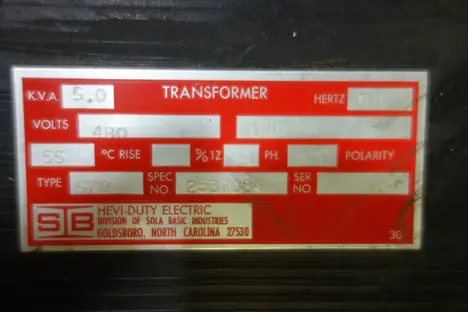 K.V.A. 5.0 TRANSFORMER HERTZ
VOLTS 480
55 °C RISE % IZ PH. POLARITY
TYPE SPEC NO. SER NO
SB HEVI-DUTY ELECTRIC
DIVISION OF SOLA BASIC INDUSTRIES
GOLDSBORO, NORTH CAROLINA 27530
30